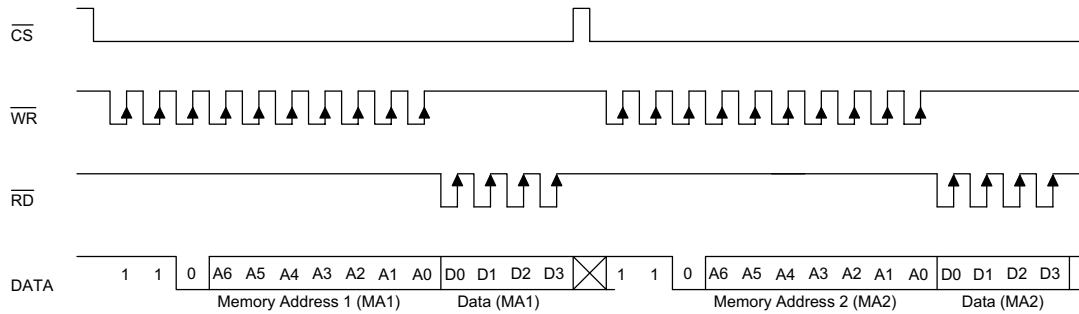 CS
WR
RD
DATA 1 1 0 A6 A5 A4 A3 A2 A1 A0 D0 D1 D2 D3 1 1 0 A6 A5 A4 A3 A2 A1 A0 D0 D1 D2 D3
Memory Address 1 (MA1) Data (MA1) Memory Address 2 (MA2) Data (MA2)